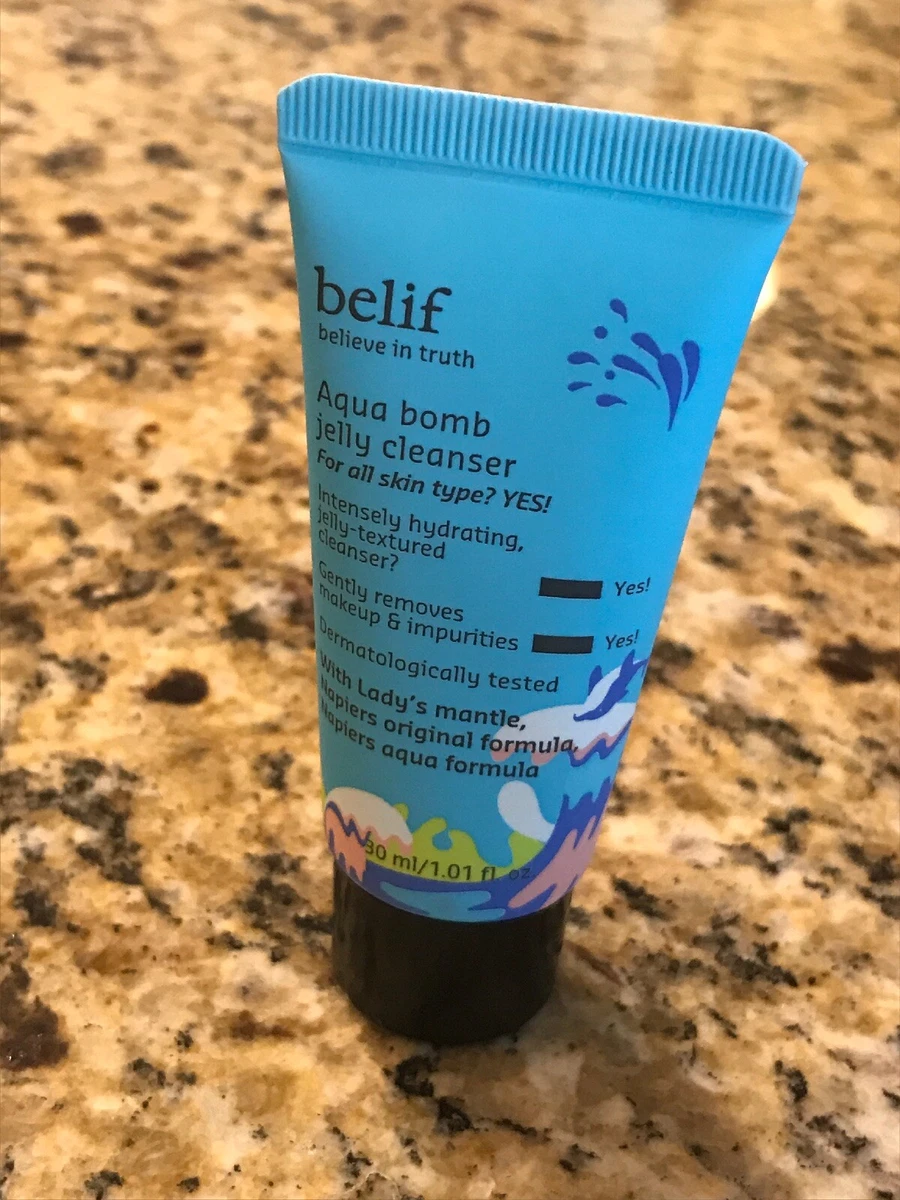 belif
believe in truth
Aqua bomb
jelly cleanser
For all skin type? YES!
Intensely hydrating,
jelly-textured
cleanser?
Yes!
Gently removes
makeup & impurities
Yes!
Dermatologically tested
With Lady's mantle,
Napiers original formula,
Napiers aqua formula
30 ml/1.01 fl. oz.